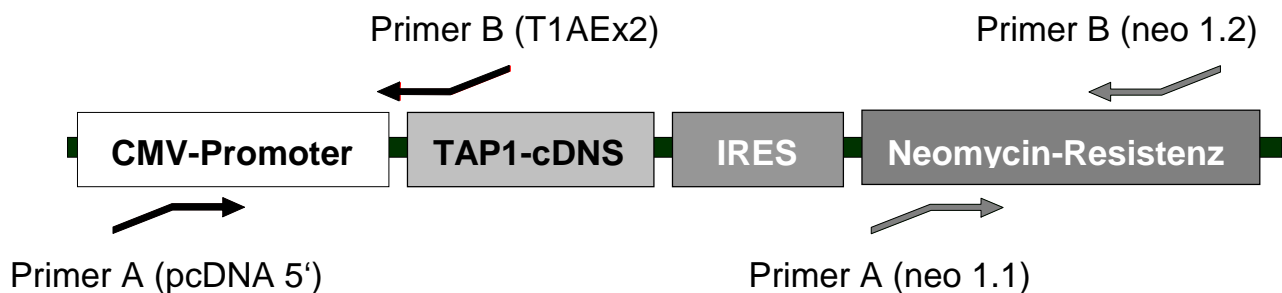 Primer B (T1AEx2)
Primer B (neo 1.2)
CMV-Promoter
TAP1-cDNS
IRES
Neomycin-Resistenz
Primer A (pcDNA 5‘)
Primer A (neo 1.1)